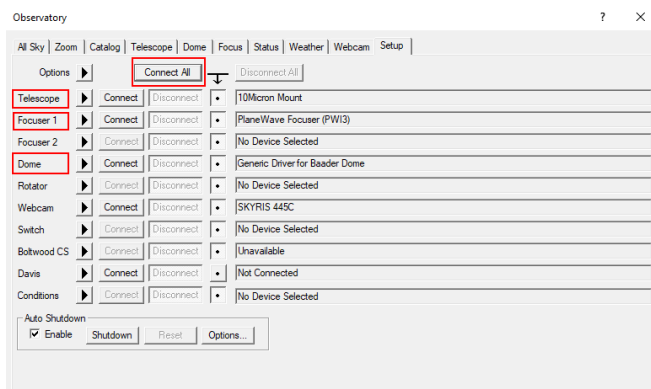 Observatory ? ×
All Sky Zoom Catalog Telescope Dome Focus Status Weather Webcam Setup
Options Connect All Disconnect All
Telescope Connect Disconnect 10Micron Mount
Focuser 1 Connect Disconnect PlaneWave Focuser (PWI3)
Focuser 2 Connect Disconnect No Device Selected
Dome Connect Disconnect Generic Driver for Baader Dome
Rotator Connect Disconnect No Device Selected
Webcam Connect Disconnect SKYRIS 445C
Switch Connect Disconnect No Device Selected
Boltwood CS Connect Disconnect Unavailable
Davis Connect Disconnect Not Connected
Conditions Connect Disconnect No Device Selected
Auto Shutdown
Enable Shutdown Reset Options...